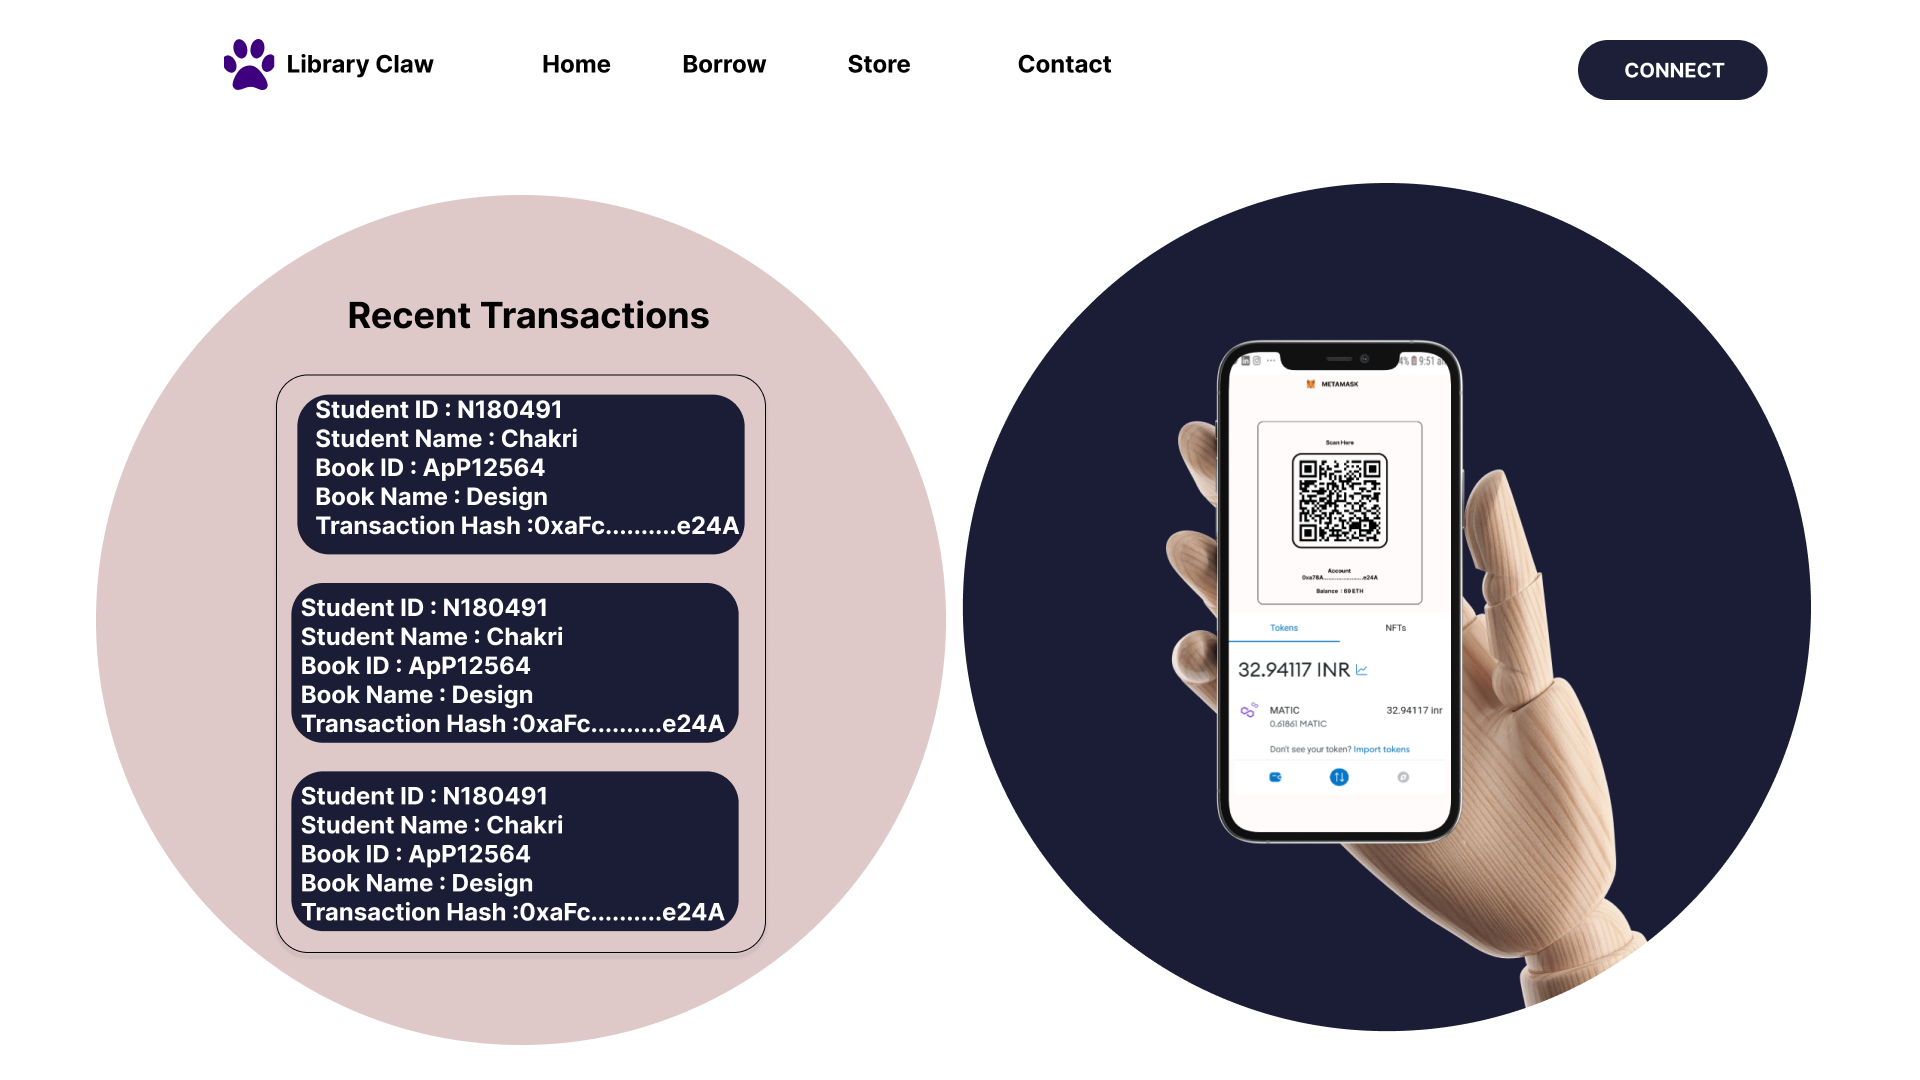 Library Claw
Home
Borrow
Store
Contact
CONNECT
Recent Transactions
Student ID : N180491
Student Name : Chakri
Book ID : ApP12564
Book Name : Design
Transaction Hash :0xaFc..........e24A
Student ID : N180491
Student Name : Chakri
Book ID : ApP12564
Book Name : Design
Transaction Hash :0xaFc..........e24A
Student ID : N180491
Student Name : Chakri
Book ID : ApP12564
Book Name : Design
Transaction Hash :0xaFc..........e24A
9:51
METAMASK
Scan Here
Account
0xa78A......................e24A
Balance : 69 ETH
Tokens
NFTs
32.94117 INR
MATIC
32.94117 inr
0.61861 MATIC
Don't see your token? Import tokens